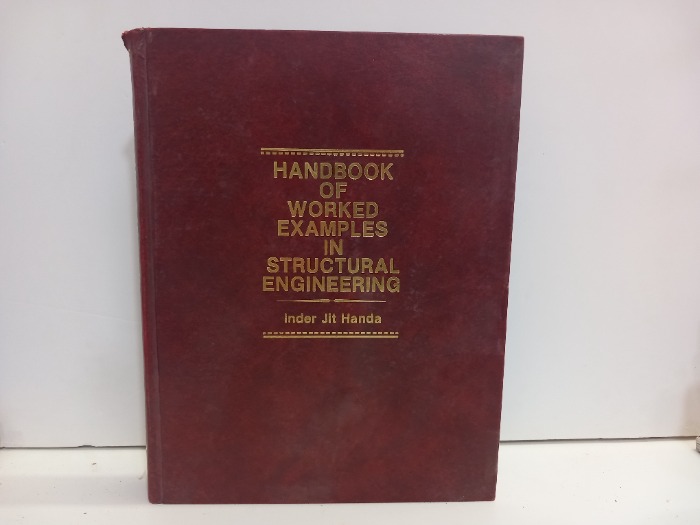 HANDBOOK
OF
WORKED
EXAMPLES
IN
STRUCTURAL
ENGINEERING
Inder Jit Handa